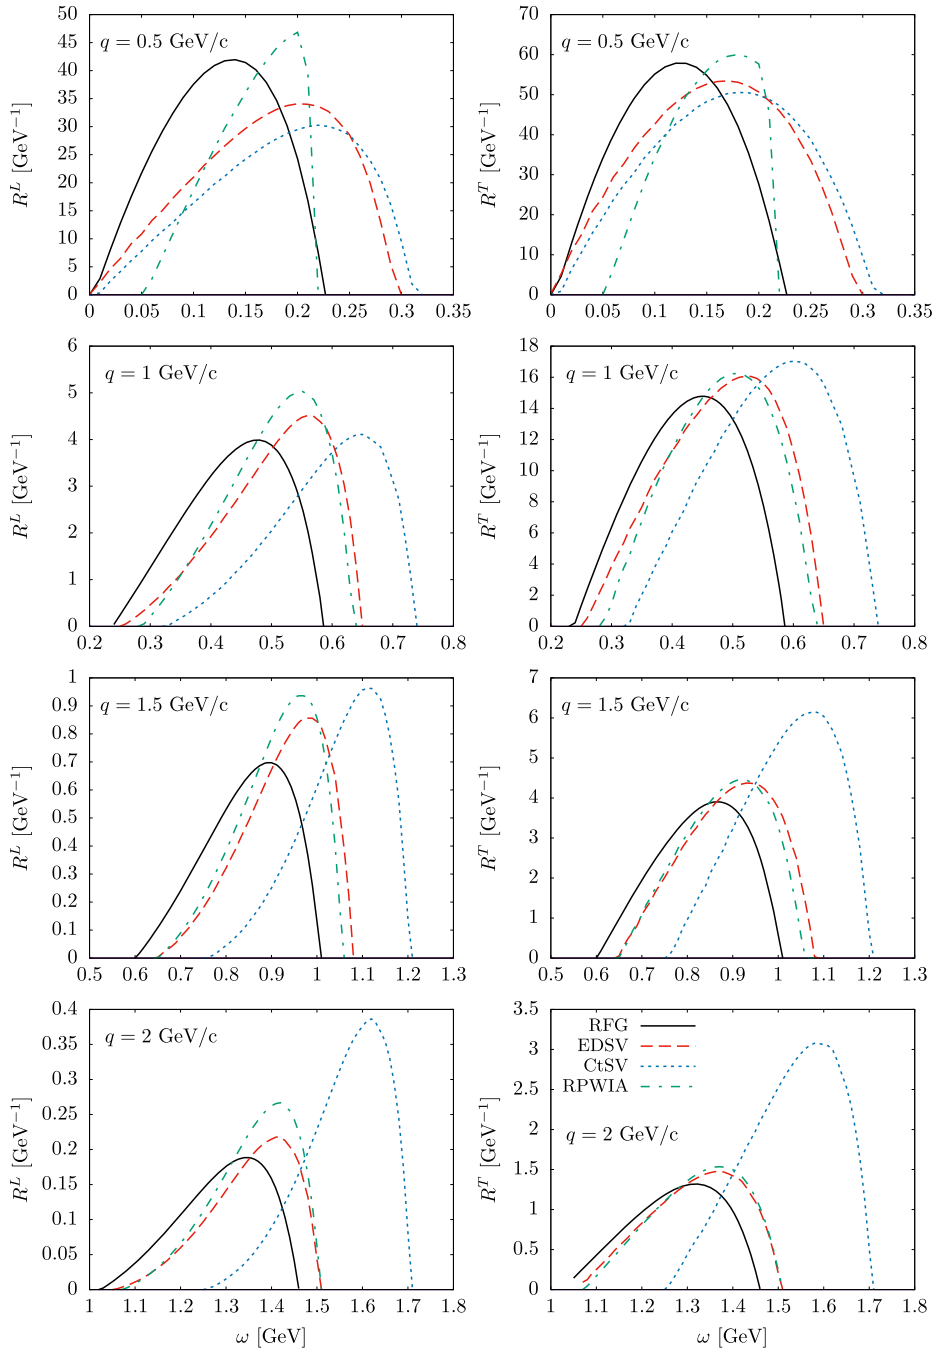 50
45
40
35
30
25
20
15
10
5
0
R^L [GeV⁻¹]
q = 0.5 GeV/c
0 0.05 0.1 0.15 0.2 0.25 0.3 0.35
70
60
50
40
30
20
10
0
R^T [GeV⁻¹]
q = 0.5 GeV/c
0 0.05 0.1 0.15 0.2 0.25 0.3 0.35
6
5
4
3
2
1
0
R^L [GeV⁻¹]
q = 1 GeV/c
0.2 0.3 0.4 0.5 0.6 0.7 0.8
18
16
14
12
10
8
6
4
2
0
R^T [GeV⁻¹]
q = 1 GeV/c
0.2 0.3 0.4 0.5 0.6 0.7 0.8
1
0.9
0.8
0.7
0.6
0.5
0.4
0.3
0.2
0.1
0
R^L [GeV⁻¹]
q = 1.5 GeV/c
0.5 0.6 0.7 0.8 0.9 1 1.1 1.2 1.3
7
6
5
4
3
2
1
0
R^T [GeV⁻¹]
q = 1.5 GeV/c
0.5 0.6 0.7 0.8 0.9 1 1.1 1.2 1.3
0.4
0.35
0.3
0.25
0.2
0.15
0.1
0.05
0
R^L [GeV⁻¹]
q = 2 GeV/c
1 1.1 1.2 1.3 1.4 1.5 1.6 1.7 1.8
ω [GeV]
3.5
3
2.5
2
1.5
1
0.5
0
R^T [GeV⁻¹]
RFG
EDSV
CtSV
RPWIA
q = 2 GeV/c
1 1.1 1.2 1.3 1.4 1.5 1.6 1.7 1.8
ω [GeV]